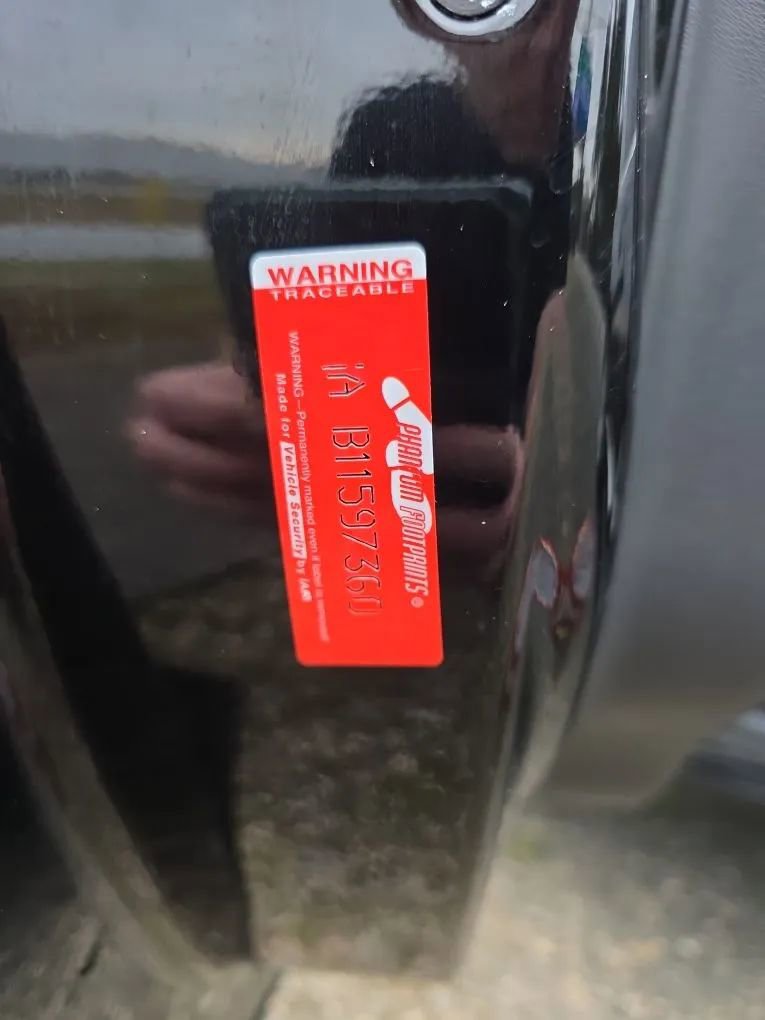 WARNING
TRACEABLE
PHANTOM FOOTPRINTS®
iA B11597360
WARNING – Permanently marked even if label is removed
Made for Vehicle Security by